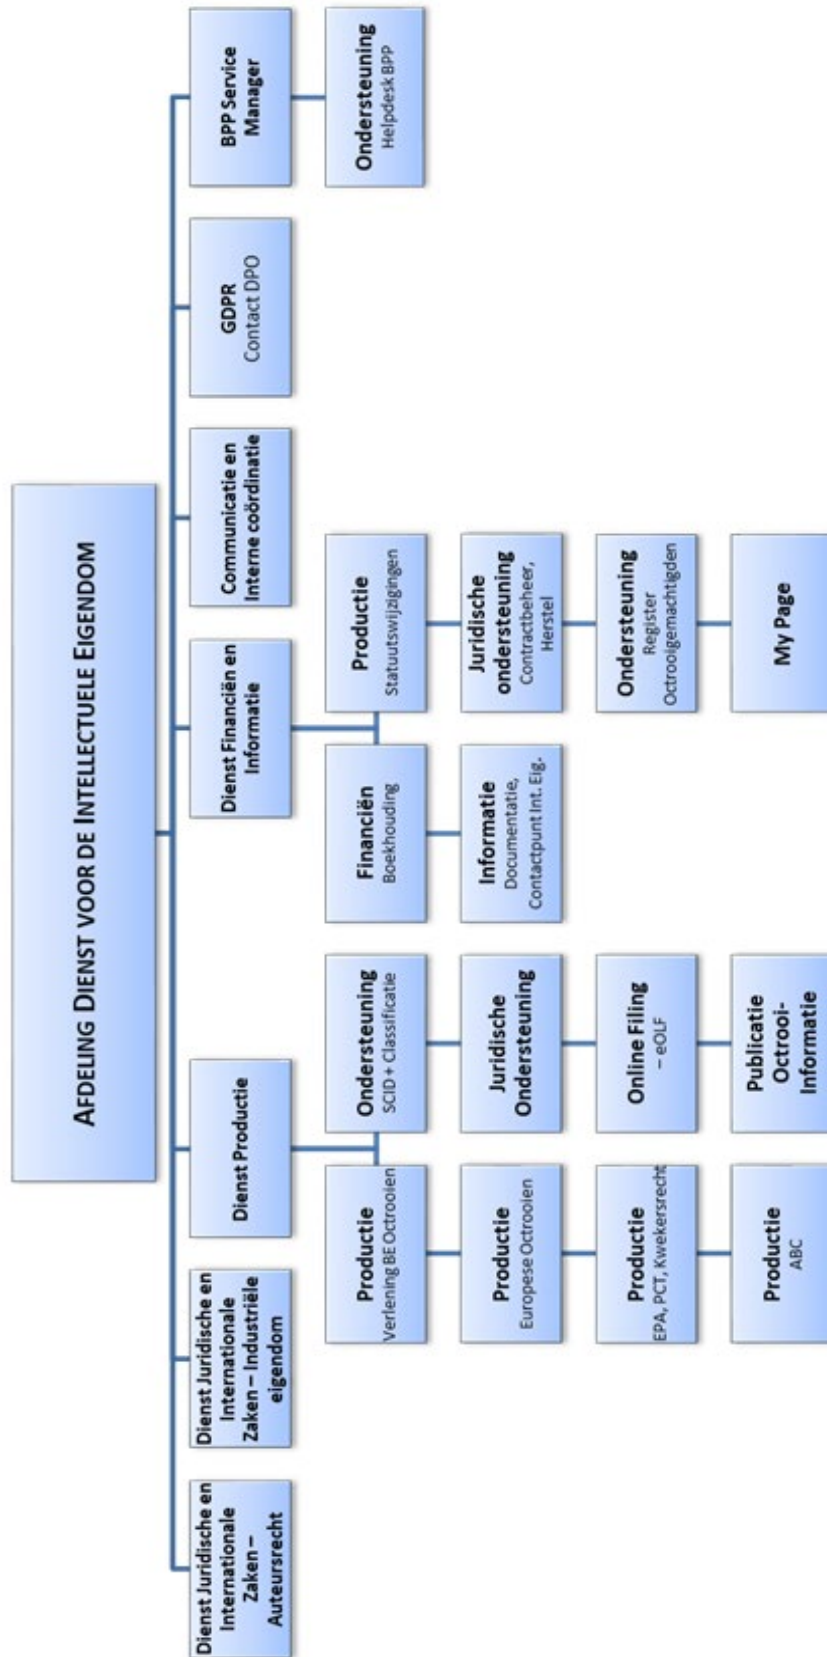 AFDELING DIENST VOOR DE INTELLECTUELE EIGENDOM
Dienst Juridische en
Internationale
Zaken – 
Auteursrecht
Dienst Juridische en
Internationale
Zaken – Industriële
eigendom
Dienst Productie
Dienst Financiën en
Informatie
Communicatie en
Interne coördinatie
GDPR
Contact DPO
BPP Service
Manager
Productie
Verlening BE Octrooien
Productie
Europese Octrooien
Productie
EPA, PCT, Kwekersrecht
Productie
ABC
Ondersteuning
SCID + Classificatie
Juridische
Ondersteuning
Online Filing
– eOLF
Publicatie
Octrooi-
Informatie
Financiën
Boekhouding
Informatie
Documentatie,
Contactpunt Int. Eig.
Productie
Statuutswijzigingen
Juridische
ondersteuning
Contractbeheer,
Herstel
Ondersteuning
Register
Octrooigemachtigden
My Page
Ondersteuning
Helpdesk BPP